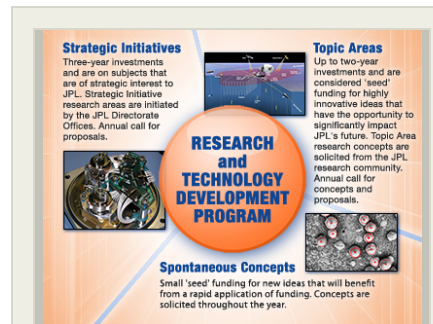 Strategic Initiatives
Three-year investments
and are on subjects that
are of strategic interest to
JPL. Strategic Initiative
research areas are initiated
by the JPL Directorate
Offices. Annual call for
proposals.
Topic Areas
Up to two-year
investments and are
considered 'seed'
funding for highly
innovative ideas that
have the opportunity to
significantly impact
JPL's future. Topic Area
research concepts are
solicited from the JPL
research community.
Annual call for
concepts and
proposals.
RESEARCH
and
TECHNOLOGY
DEVELOPMENT
PROGRAM
Spontaneous Concepts
Small 'seed' funding for new ideas that will benefit
from a rapid application of funding. Concepts are
solicited throughout the year.